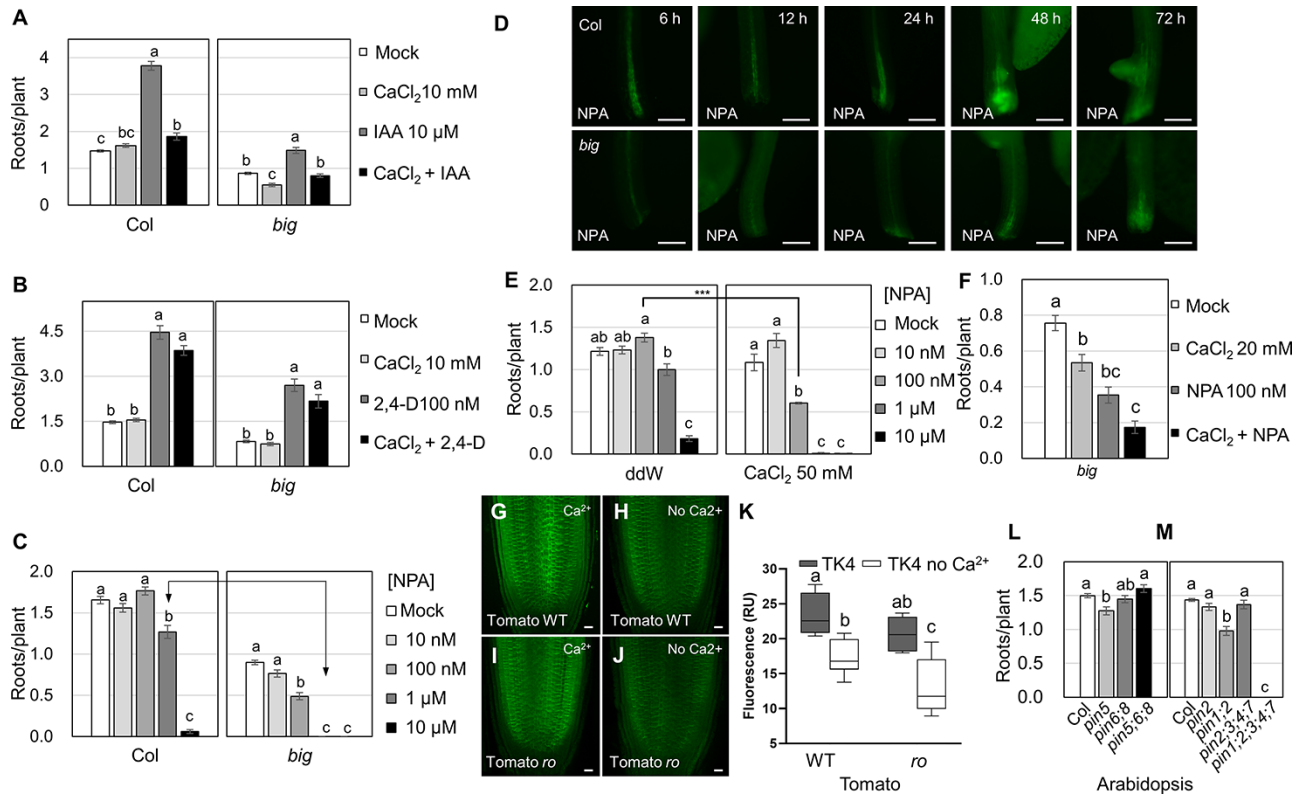 A
Roots/plant
4
3
2
1
0
c
bc
a
b
b
c
a
b
Col
big
Mock
CaCl₂10 mM
IAA 10 µM
CaCl₂ + IAA
B
Roots/plant
4.5
3.0
1.5
0.0
b
b
a
a
b
b
a
a
Col
big
Mock
CaCl₂ 10 mM
2,4-D100 nM
CaCl₂ + 2,4-D
C
Roots/plant
2.0
1.5
1.0
0.5
0.0
a
a
a
b
c
a
a
b
c
c
Col
big
[NPA]
Mock
10 nM
100 nM
1 µM
10 µM
D
Col
6 h
12 h
24 h
48 h
72 h
NPA
NPA
NPA
NPA
NPA
big
NPA
NPA
NPA
NPA
NPA
E
Roots/plant
2.0
1.5
1.0
0.5
0.0
***
ab
ab
a
b
c
a
a
b
c
c
ddW
CaCl₂ 50 mM
[NPA]
Mock
10 nM
100 nM
1 µM
10 µM
F
Roots/plant
1.0
0.8
0.6
0.4
0.2
0.0
a
b
bc
c
big
Mock
CaCl₂ 20 mM
NPA 100 nM
CaCl₂ + NPA
G
Ca²⁺
Tomato WT
H
No Ca2+
Tomato WT
I
Ca²⁺
Tomato ro
J
No Ca2+
Tomato ro
K
TK4
TK4 no Ca²⁺
Fluorescence (RU)
30
25
20
15
10
5
a
b
ab
c
WT
ro
Tomato
L
M
Roots/plant
2.0
1.5
1.0
0.5
0.0
a
b
ab
a
a
a
b
a
c
Col
pin5
pin6;8
pin5;6;8
Col
pin2
pin1;2
pin2;3;4;7
pin1;2;3;4;7
Arabidopsis